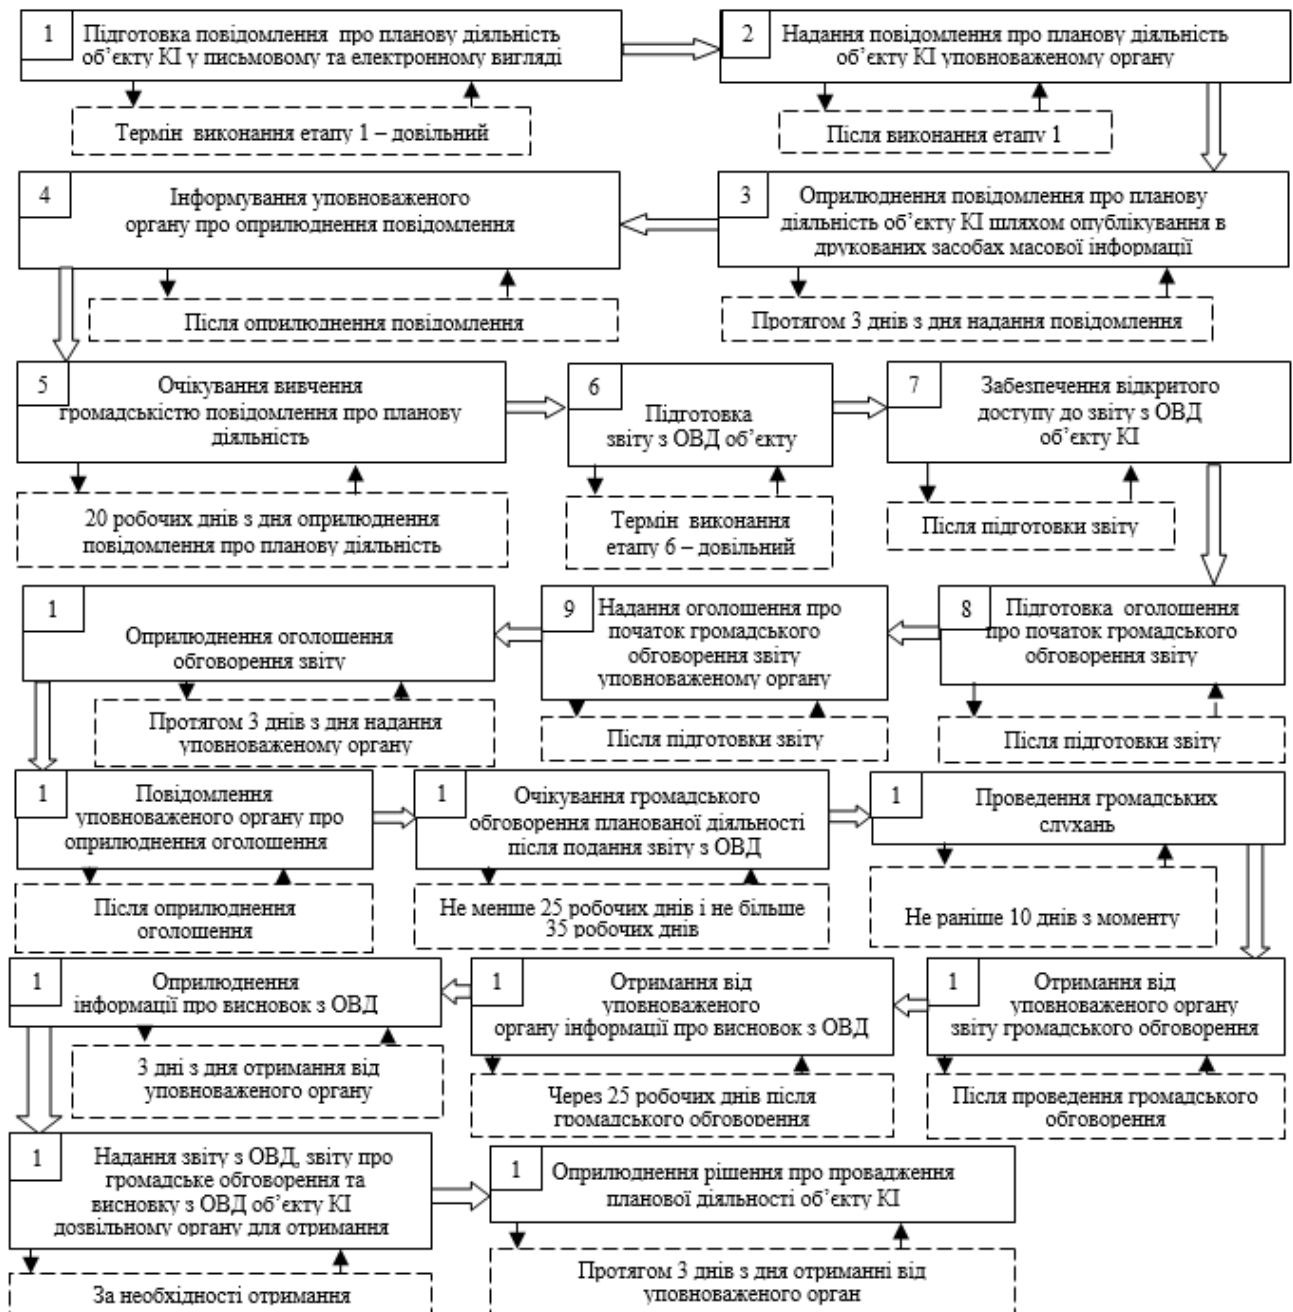 1
Підготовка повідомлення про планову діяльність
об’єкту КІ у письмовому та електронному вигляді
Термін виконання етапу 1 – довільний
2
Надання повідомлення про планову діяльність
об’єкту КІ уповноваженому органу
Після виконання етапу 1
3
Оприлюднення повідомлення про планову
діяльність об’єкту КІ шляхом опублікування в
друкованих засобах масової інформації
Протягом 3 днів з дня надання повідомлення
4
Інформування уповноваженого
органу про оприлюднення повідомлення
Після оприлюднення повідомлення
5
Очікування вивчення
громадськістю повідомлення про планову
діяльність
20 робочих днів з дня оприлюднення
повідомлення про планову діяльність
6
Підготовка
звіту з ОВД об’єкту
Термін виконання
етапу 6 – довільний
7
Забезпечення відкритого
доступу до звіту з ОВД
об’єкту КІ
Після підготовки звіту
8
Підготовка оголошення
про початок громадського
обговорення звіту
Після підготовки звіту
9
Надання оголошення про
початок громадського
обговорення звіту
уповноваженому органу
Після підготовки звіту
1
Оприлюднення оголошення
обговорення звіту
Протягом 3 днів з дня надання
уповноваженому органу
1
Повідомлення
уповноваженого органу про
оприлюднення оголошення
Після оприлюднення
оголошення
1
Очікування громадського
обговорення планованої діяльності
після подання звіту з ОВД
Не менше 25 робочих днів і не більше
35 робочих днів
1
Проведення громадських
слухань
Не раніше 10 днів з моменту
1
Отримання від
уповноваженого органу
звіту громадського обговорення
Після проведення громадського
обговорення
1
Отримання від
уповноваженого
органу інформації про висновок з ОВД
Через 25 робочих днів після
громадського обговорення
1
Оприлюднення
інформації про висновок з ОВД
3 дні з дня отримання від
уповноваженого органу
1
Надання звіту з ОВД, звіту про
громадське обговорення та
висновку з ОВД об’єкту КІ
дозвільному органу для отримання
За необхідності отримання
1
Оприлюднення рішення про провадження
планової діяльності об’єкту КІ
Протягом 3 днів з дня отриманні від
уповноваженого орган